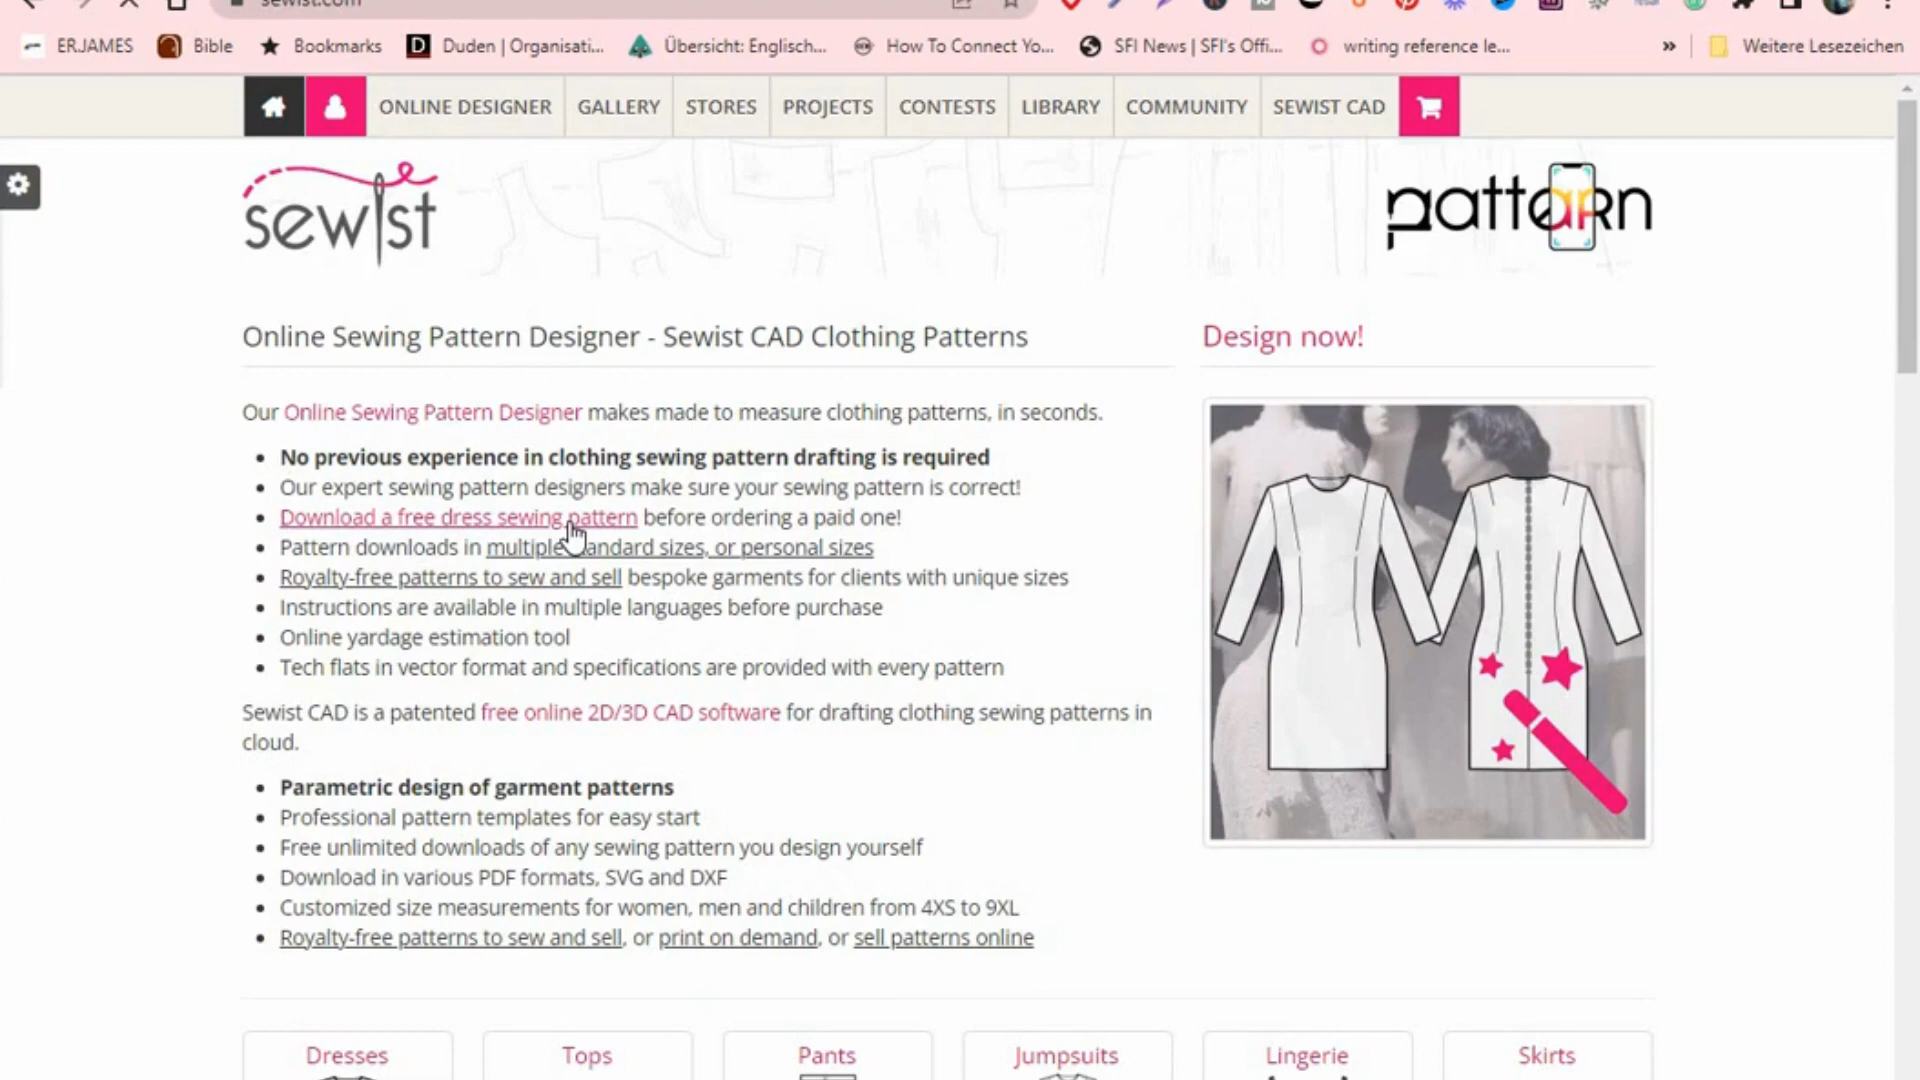 sewist.com
ERJAMES Bible Bookmarks Duden | Organisati... Übersicht: Englisch... How To Connect Yo... SFI News | SFI's Offi... writing reference le... » Weitere Lesezeichen
ONLINE DESIGNER GALLERY STORES PROJECTS CONTESTS LIBRARY COMMUNITY SEWIST CAD
sewist
pattarn
Online Sewing Pattern Designer - Sewist CAD Clothing Patterns
Design now!
Our Online Sewing Pattern Designer makes made to measure clothing patterns, in seconds.
• No previous experience in clothing sewing pattern drafting is required
• Our expert sewing pattern designers make sure your sewing pattern is correct!
• Download a free dress sewing pattern before ordering a paid one!
• Pattern downloads in multiple standard sizes, or personal sizes
• Royalty-free patterns to sew and sell bespoke garments for clients with unique sizes
• Instructions are available in multiple languages before purchase
• Online yardage estimation tool
• Tech flats in vector format and specifications are provided with every pattern
Sewist CAD is a patented free online 2D/3D CAD software for drafting clothing sewing patterns in
cloud.
• Parametric design of garment patterns
• Professional pattern templates for easy start
• Free unlimited downloads of any sewing pattern you design yourself
• Download in various PDF formats, SVG and DXF
• Customized size measurements for women, men and children from 4XS to 9XL
• Royalty-free patterns to sew and sell, or print on demand, or sell patterns online
Dresses Tops Pants Jumpsuits Lingerie Skirts